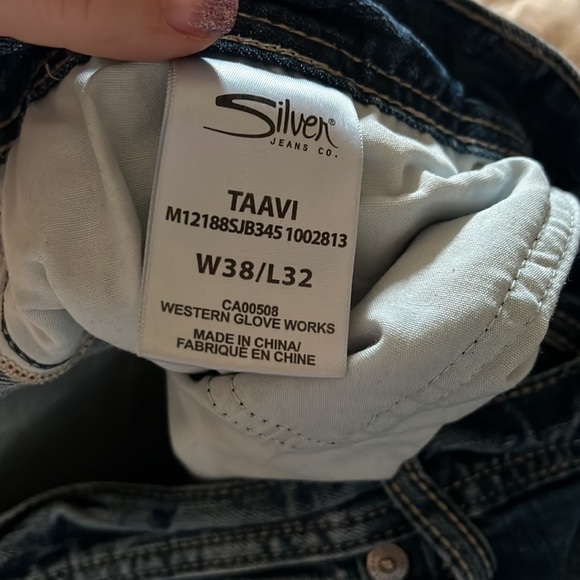 Silver®
JEANS CO.
TAAVI
M12188SJB345 1002813
W38/L32
CA00508
WESTERN GLOVE WORKS
MADE IN CHINA/
FABRIQUÉ EN CHINE